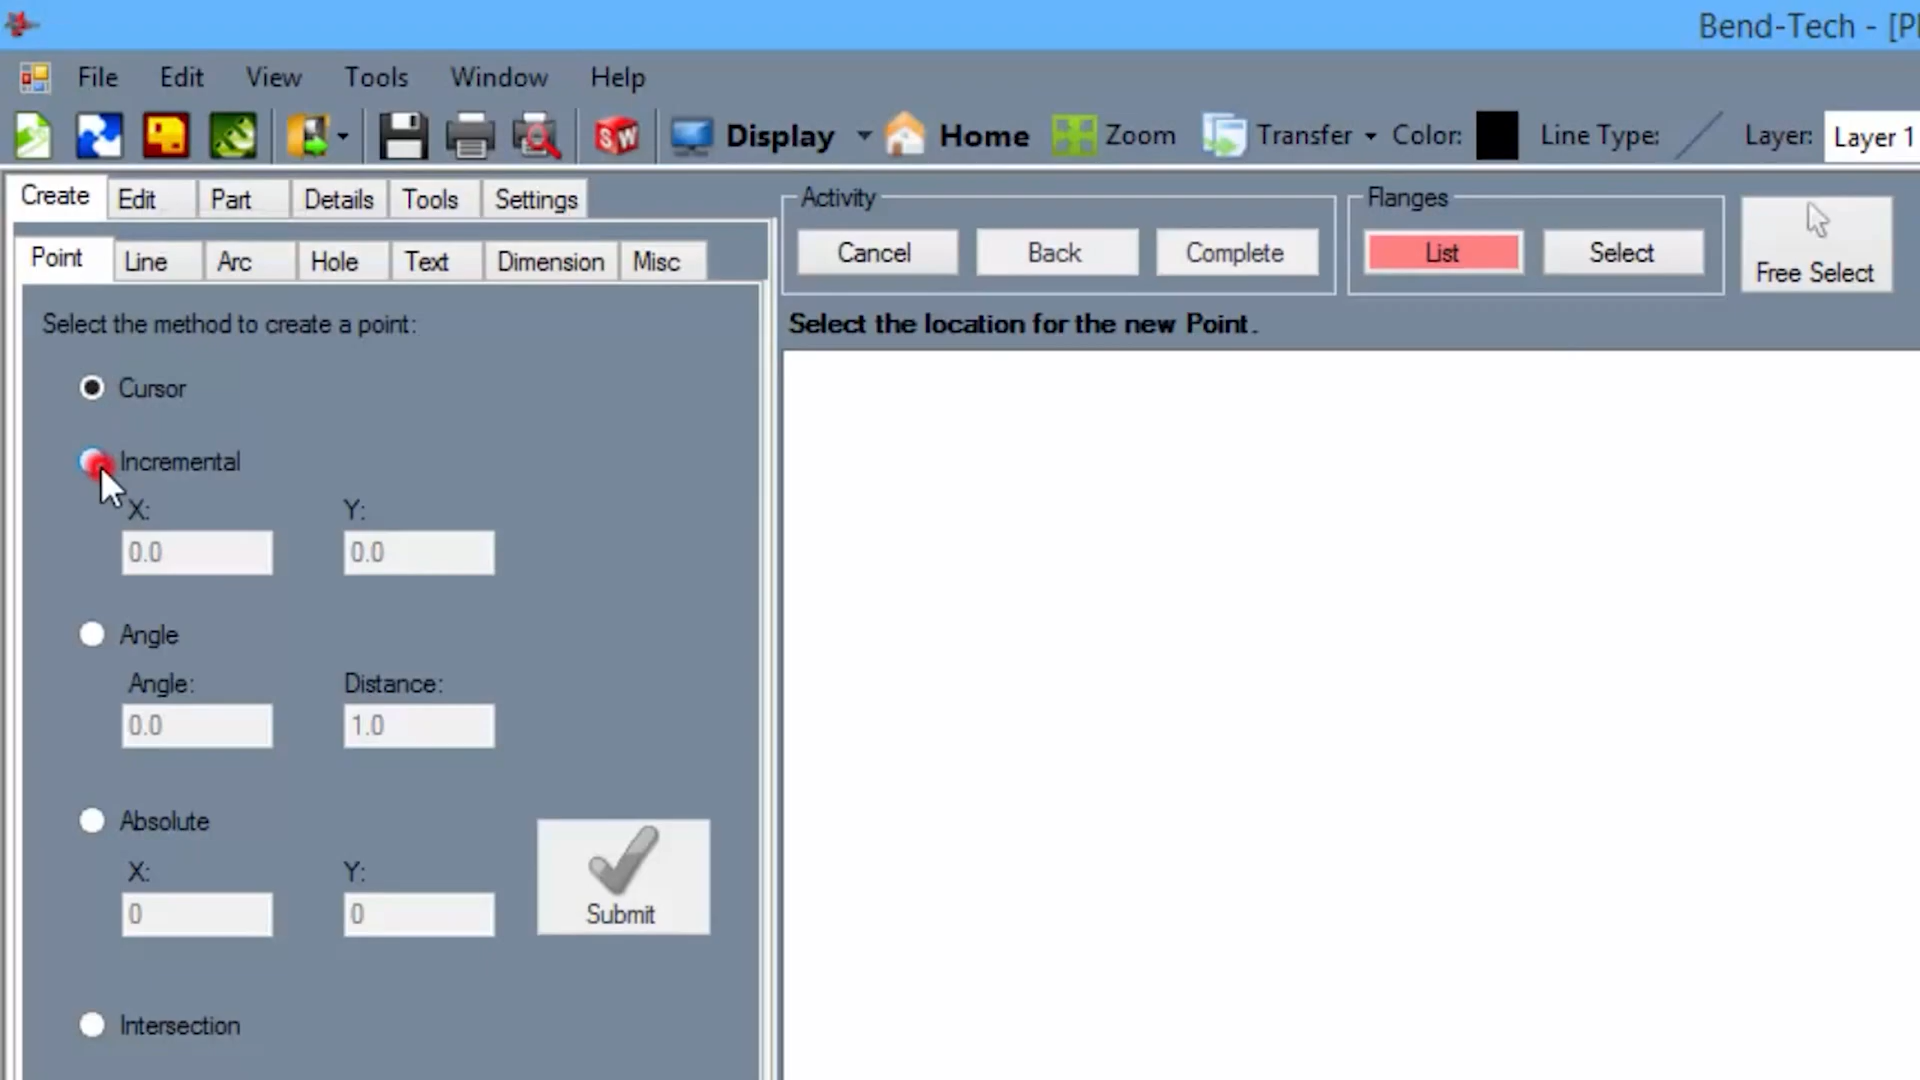 Bend-Tech - [Pl
File Edit View Tools Window Help
SW Display Home Zoom Transfer Color: Line Type: Layer: Layer 1
Create Edit Part Details Tools Settings
Activity Flanges
Point Line Arc Hole Text Dimension Misc
Cancel Back Complete List Select Free Select
Select the method to create a point:
Select the location for the new Point.
Cursor
Incremental
X: Y:
0.0 0.0
Angle
Angle: Distance:
0.0 1.0
Absolute
X: Y:
0 0
Submit
Intersection